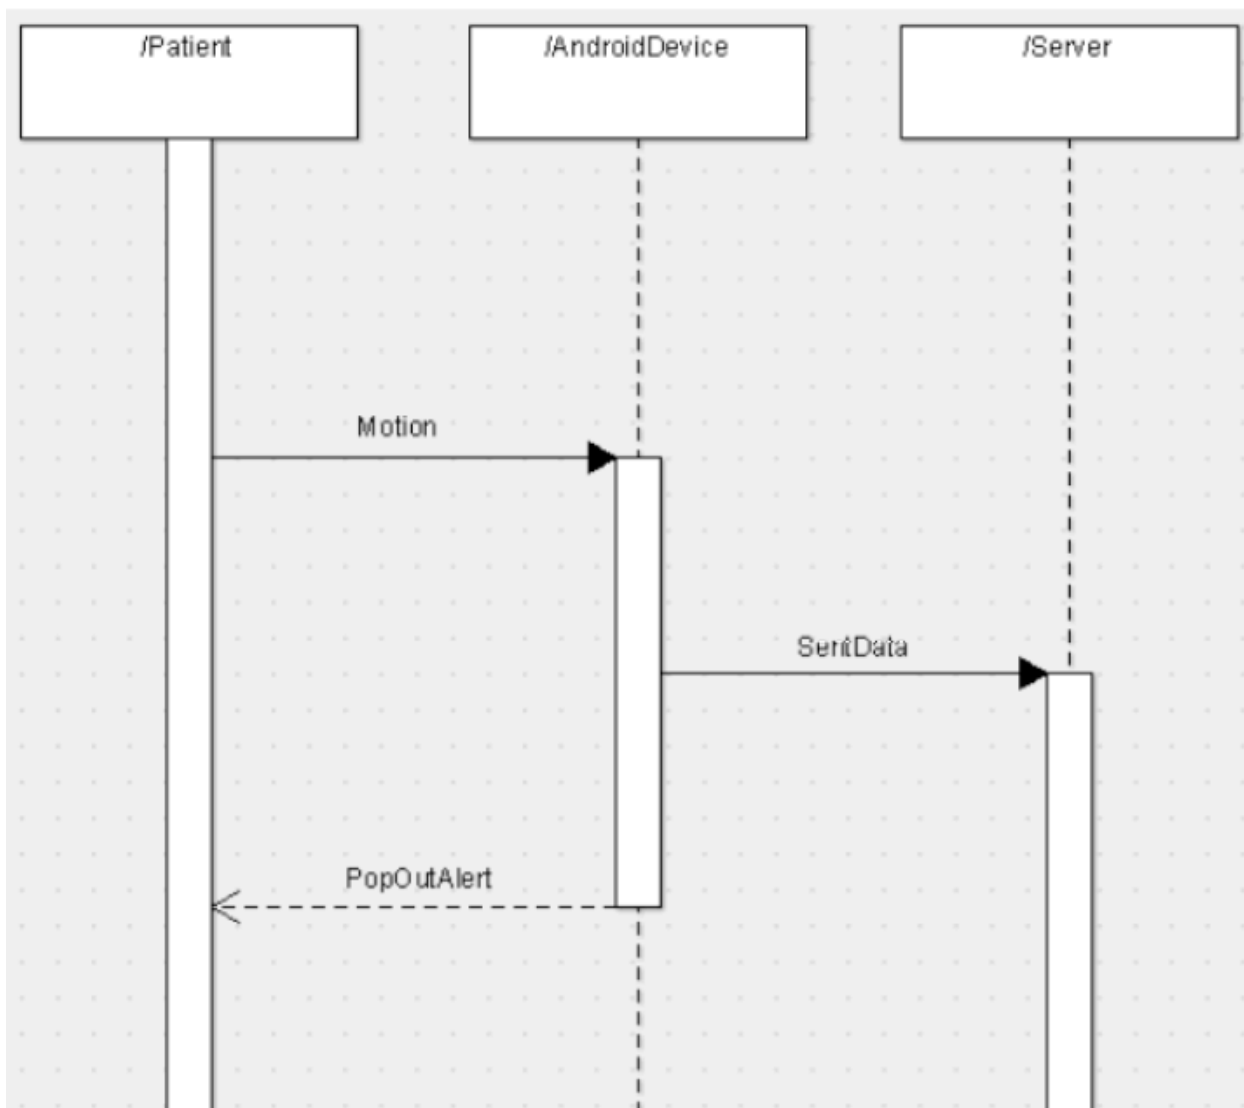 /Patient
/AndroidDevice
/Server
Motion
SentData
PopOutAlert